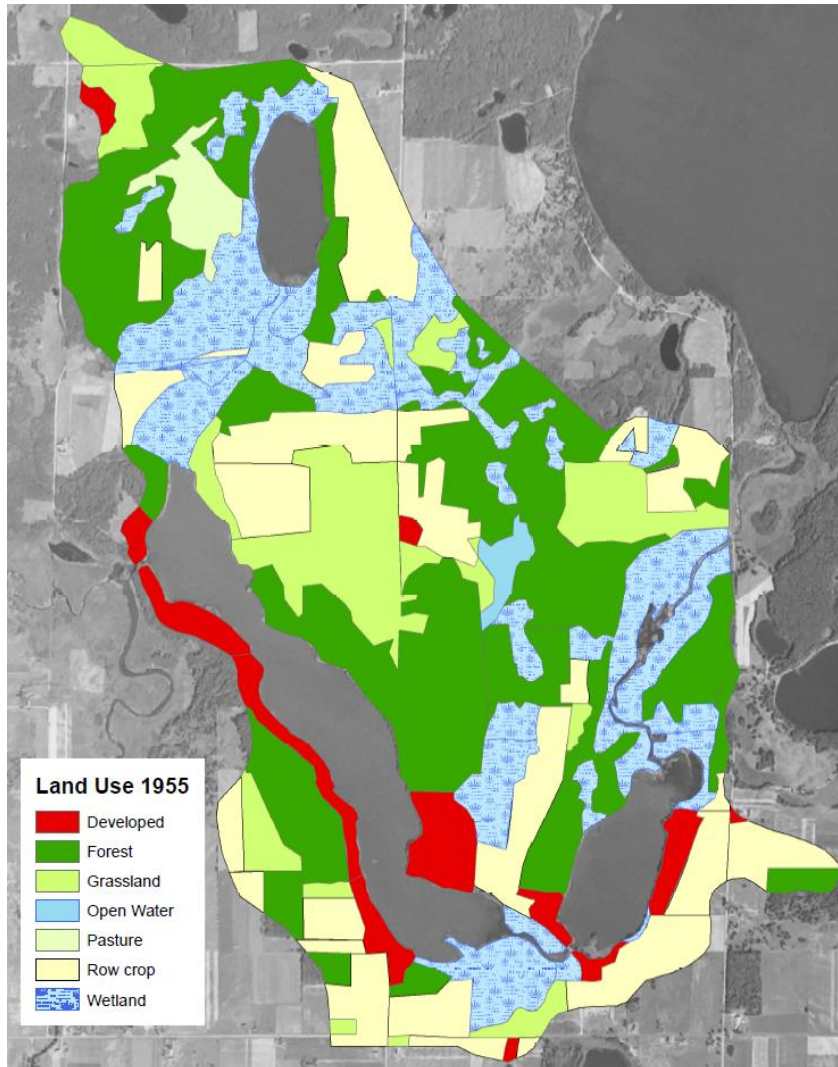 Land Use 1955
Developed
Forest
Grassland
Open Water
Pasture
Row crop
Wetland